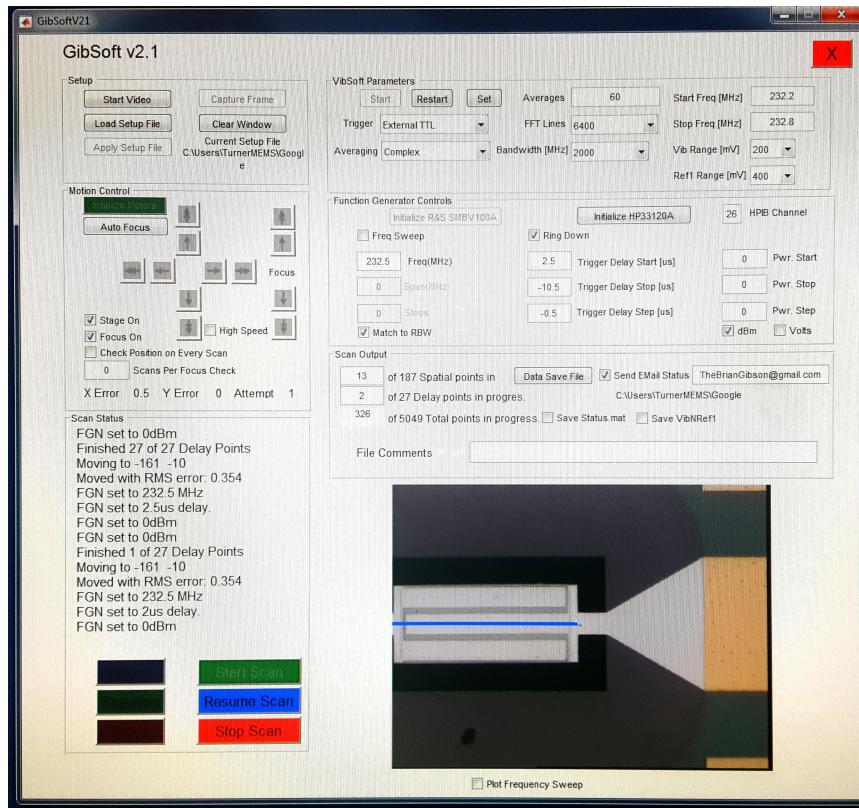 GibSoftV21
GibSoft v2.1
X
Setup
Start Video
Capture Frame
Load Setup File
Clear Window
Apply Setup File
Current Setup File
C:\Users\TurnerMEMS\Googl
e
VibSoft Parameters
Start
Restart
Set
Averages
60
Start Freq [MHz]
232.2
Trigger
External TTL
FFT Lines
6400
Stop Freq [MHz]
232.8
Averaging
Complex
Bandwidth [MHz]
2000
Vib Range [mV]
200
Ref1 Range [mV]
400
Motion Control
Initialize Motors
Auto Focus
Focus
Stage On
Focus On
High Speed
Check Position on Every Scan
0
Scans Per Focus Check
X Error 0.5 Y Error 0 Attempt 1
Function Generator Controls
Initialize R&S SMBV100A
Initialize HP33120A
26
HPIB Channel
Freq Sweep
Ring Down
232.5
Freq(MHz)
2.5
Trigger Delay Start [us]
0
Pwr. Start
0
Span(MHz)
-10.5
Trigger Delay Stop [us]
0
Pwr. Stop
0
Steps
-0.5
Trigger Delay Step [us]
0
Pwr. Step
Match to RBW
dBm
Volts
Scan Output
13
of 187 Spatial points in
Data Save File
Send EMail Status
TheBrianGibson@gmail.com
2
of 27 Delay points in progres.
C:\Users\TurnerMEMS\Google
326
of 5049 Total points in progress.
Save Status.mat
Save VibNRef1
File Comments
Scan Status
FGN set to 0dBm
Finished 27 of 27 Delay Points
Moving to -161 -10
Moved with RMS error: 0.354
FGN set to 232.5 MHz
FGN set to 2.5us delay.
FGN set to 0dBm
FGN set to 0dBm
Finished 1 of 27 Delay Points
Moving to -161 -10
Moved with RMS error: 0.354
FGN set to 232.5 MHz
FGN set to 2us delay.
FGN set to 0dBm
Start Scan
Scanning
Resume Scan
Stop Scan
Plot Frequency Sweep